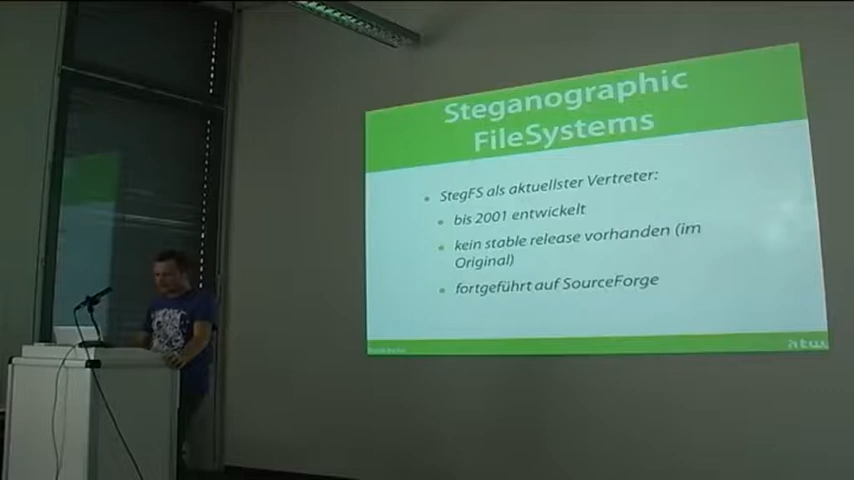 Steganographic
FileSystems
StegFS als aktuellster Vertreter:
bis 2001 entwickelt
kein stable release vorhanden (im
Original)
fortgeführt auf SourceForge